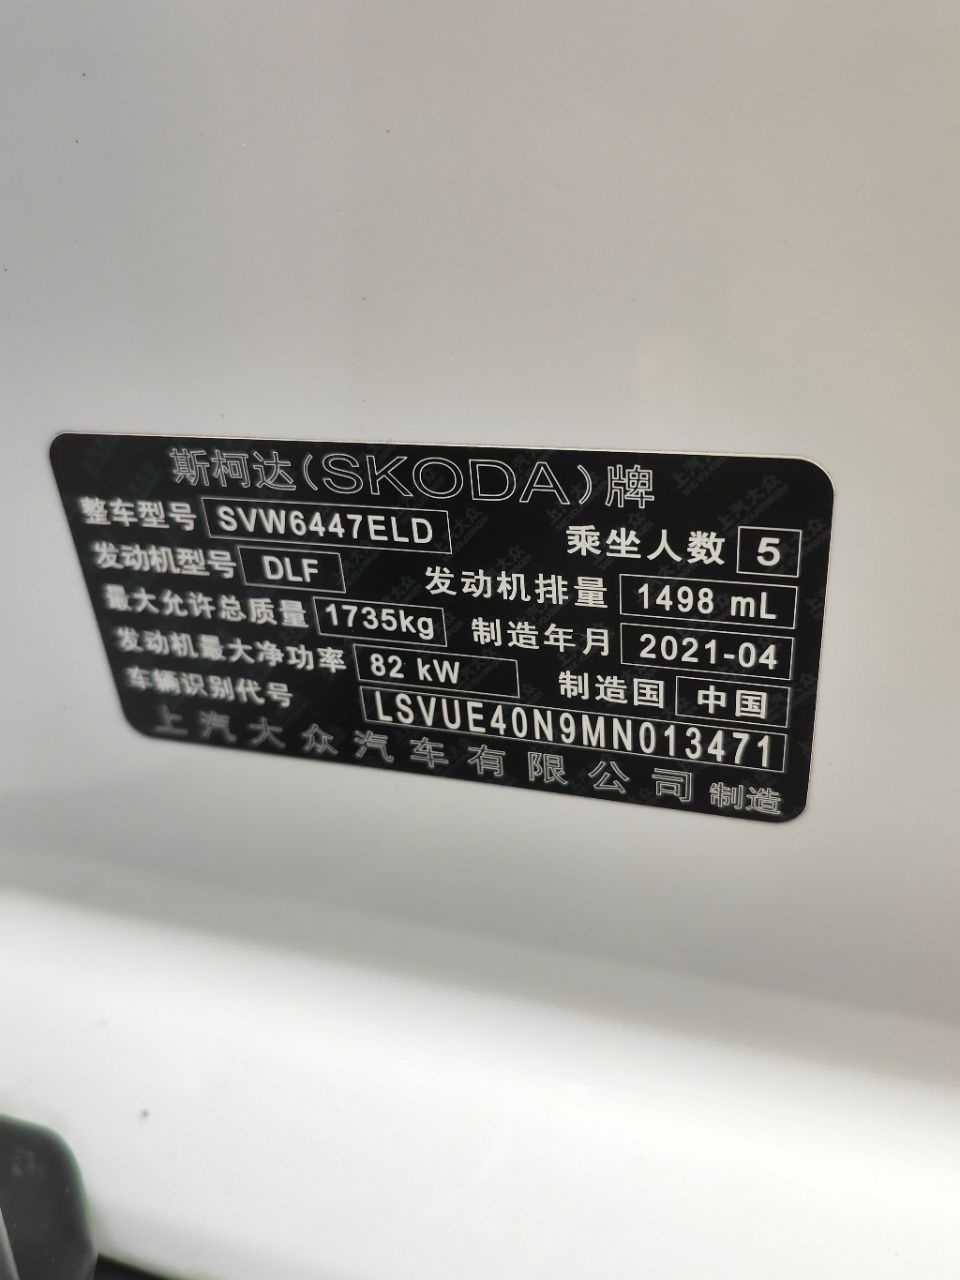 斯柯达(SKODA)牌
整车型号 SVW6447ELD 乘坐人数 5
发动机型号 DLF 发动机排量 1498 mL
最大允许总质量 1735kg 制造年月 2021-04
发动机最大净功率 82 kW 制造国 中国
车辆识别代号 LSVUE40N9MN013471
上汽大众汽车有限公司 制造